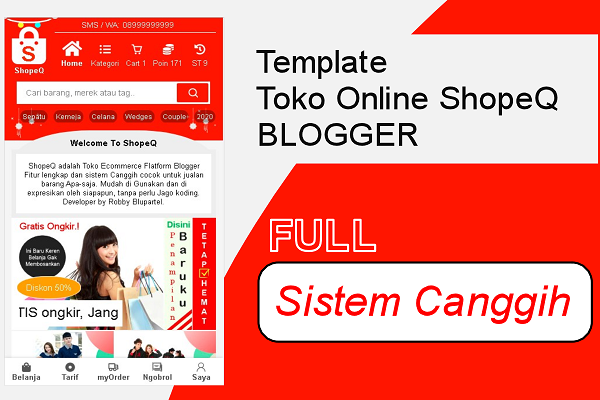 SMS / WA: 08999999999
S
ShopeQ
Home
Kategori
Cart 1
Poin 171
ST 9
Cari barang, merek atau tag..
Sepatu
Kemeja
Celana
Wedges
Couple-
2020
Welcome To ShopeQ
ShopeQ adalah Toko Ecommerce Flatform Blogger
Fitur lengkap dan sistem Canggih cocok untuk jualan
barang Apa-saja. Mudah di Gunakan dan di
expresikan oleh siapapun, tanpa perlu Jago koding.
Developer by Robby Blupartel.
Gratis Ongkir.!
Ini Baru Keren
Belanja Gak
Membosankan
Diskon 50%
TIS ongkir, Jang
Disini
Penampilan
Baruku
TETAP
HEMAT
Belanja
Tarif
myOrder
Ngobrol
Saya
Template
Toko Online ShopeQ
BLOGGER
FULL
Sistem Canggih